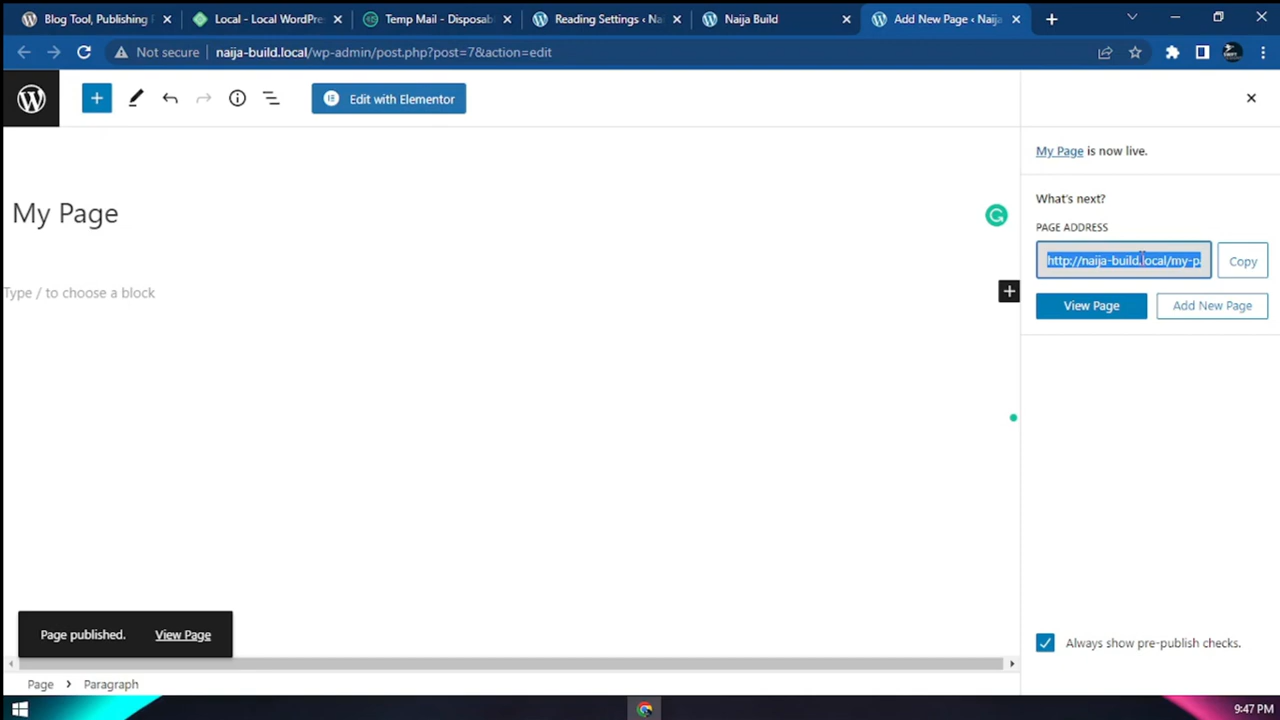 Blog Tool, Publishing Local - Local WordPre Temp Mail - Disposab Reading Settings ‹ Na Naija Build Add New Page ‹ Naija
Not secure naija-build.local/wp-admin/post.php?post=7&action=edit
Edit with Elementor
My Page is now live.
What's next?
My Page
PAGE ADDRESS
http://naija-build.local/my-p Copy
Type / to choose a block
View Page Add New Page
Page published. View Page
Always show pre-publish checks.
Page › Paragraph
9:47 PM